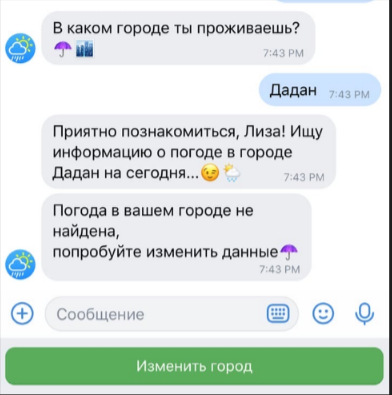 В каком городе ты проживаешь?
☂️🏙️
7:43 PM
Дадан 7:43 PM
Приятно познакомиться, Лиза! Ищу
информацию о погоде в городе
Дадан на сегодня...😉🌦️
7:43 PM
Погода в вашем городе не
найдена,
попробуйте изменить данные☂️
7:43 PM
Сообщение
Изменить город